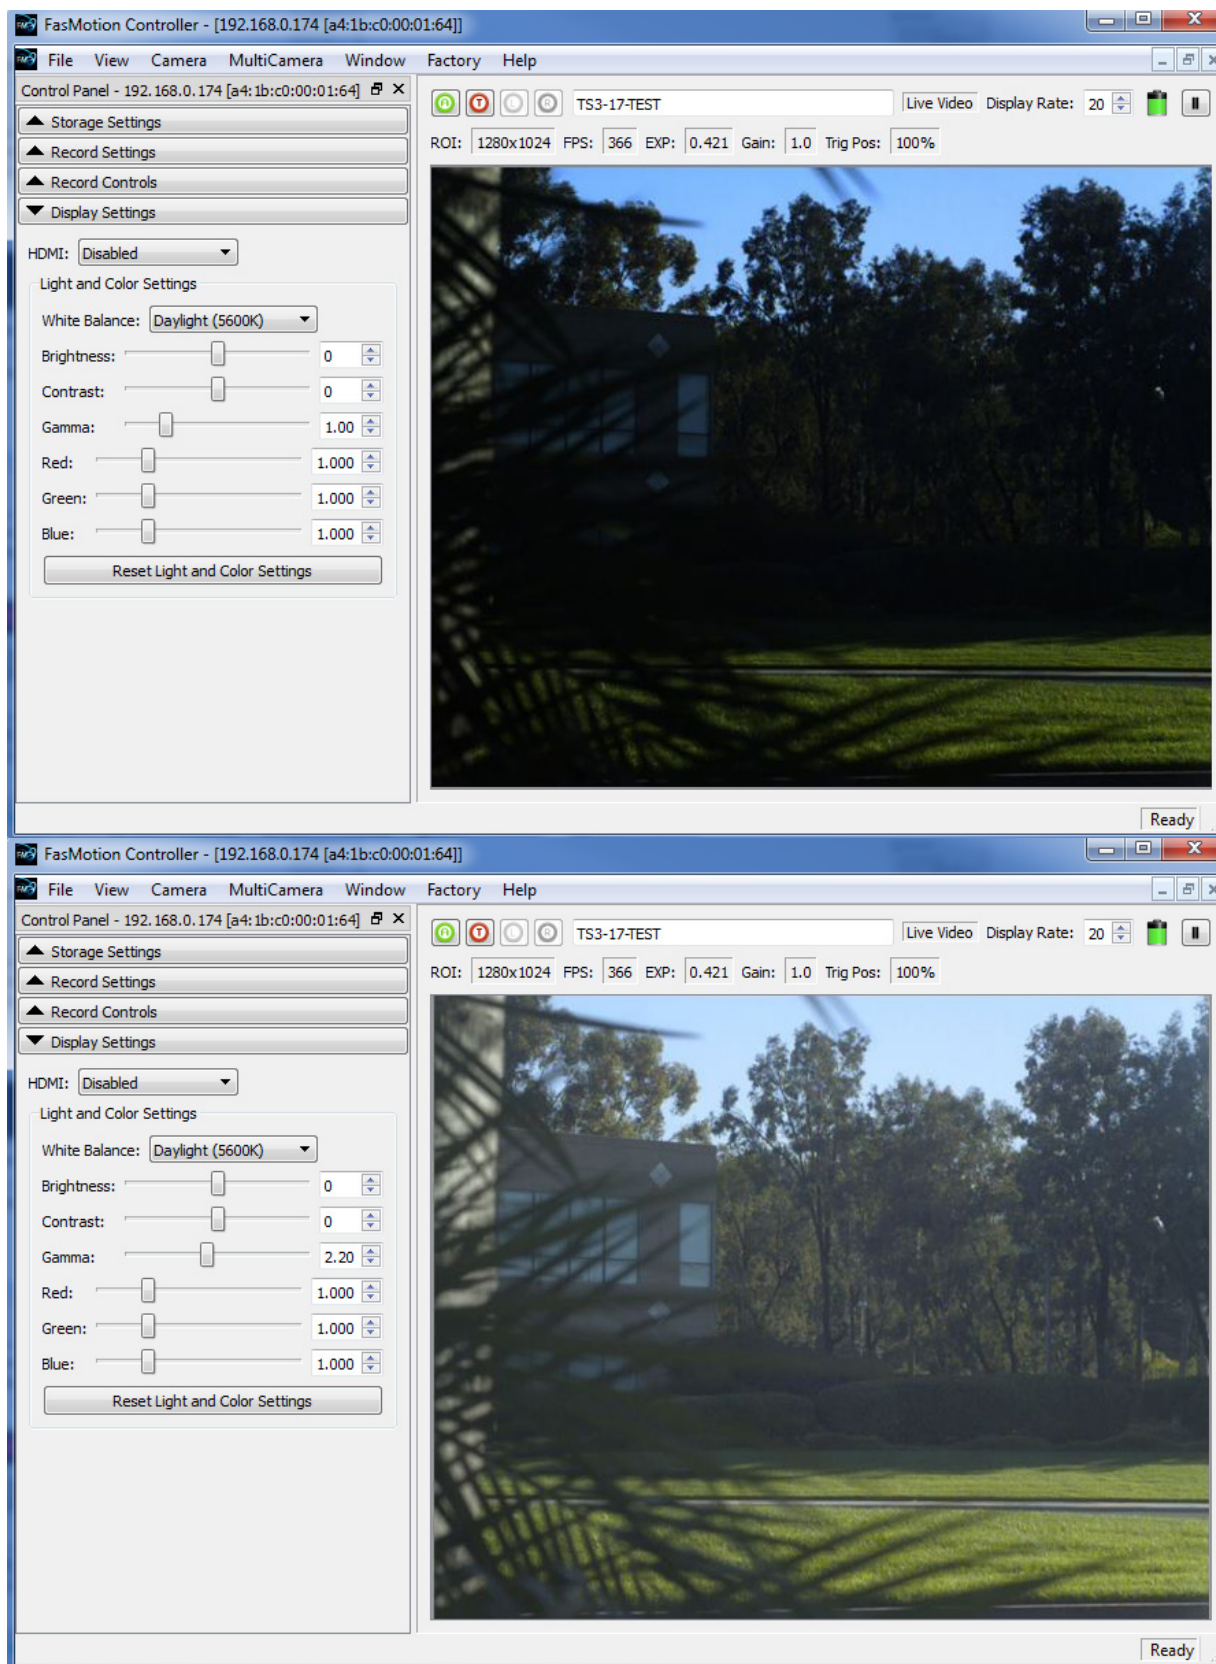 FasMotion Controller - [192.168.0.174 [a4:1b:c0:00:01:64]]
File View Camera MultiCamera Window Factory Help
Control Panel - 192.168.0.174 [a4:1b:c0:00:01:64]
Storage Settings
Record Settings
Record Controls
Display Settings
HDMI: Disabled
Light and Color Settings
White Balance: Daylight (5600K)
Brightness: 0
Contrast: 0
Gamma: 1.00
Red: 1.000
Green: 1.000
Blue: 1.000
Reset Light and Color Settings
T L R TS3-17-TEST Live Video Display Rate: 20
ROI: 1280x1024 FPS: 366 EXP: 0.421 Gain: 1.0 Trig Pos: 100%
Ready
FasMotion Controller - [192.168.0.174 [a4:1b:c0:00:01:64]]
File View Camera MultiCamera Window Factory Help
Control Panel - 192.168.0.174 [a4:1b:c0:00:01:64]
Storage Settings
Record Settings
Record Controls
Display Settings
HDMI: Disabled
Light and Color Settings
White Balance: Daylight (5600K)
Brightness: 0
Contrast: 0
Gamma: 2.20
Red: 1.000
Green: 1.000
Blue: 1.000
Reset Light and Color Settings
T L R TS3-17-TEST Live Video Display Rate: 20
ROI: 1280x1024 FPS: 366 EXP: 0.421 Gain: 1.0 Trig Pos: 100%
Ready